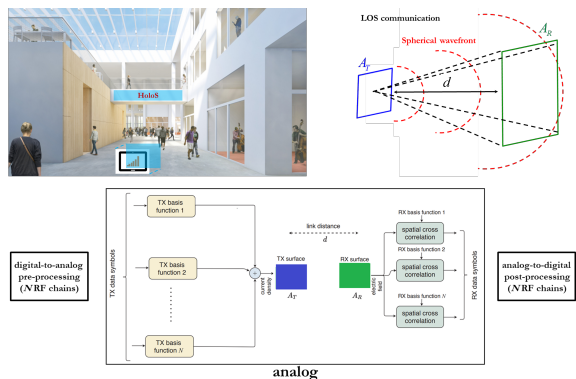 HoloS
LOS communication
Spherical wavefront
A_T
A_R
d
digital-to-analog
pre-processing
(N RF chains)
TX data symbols
TX basis
function 1
TX basis
function 2
TX basis
function N
+
current
density
TX surface
A_T
link distance
d
RX surface
A_R
electric
field
RX basis function 1
spatial cross
correlation
RX basis function 2
spatial cross
correlation
RX basis function N
spatial cross
correlation
RX data symbols
analog-to-digital
post-processing
(N RF chains)
analog